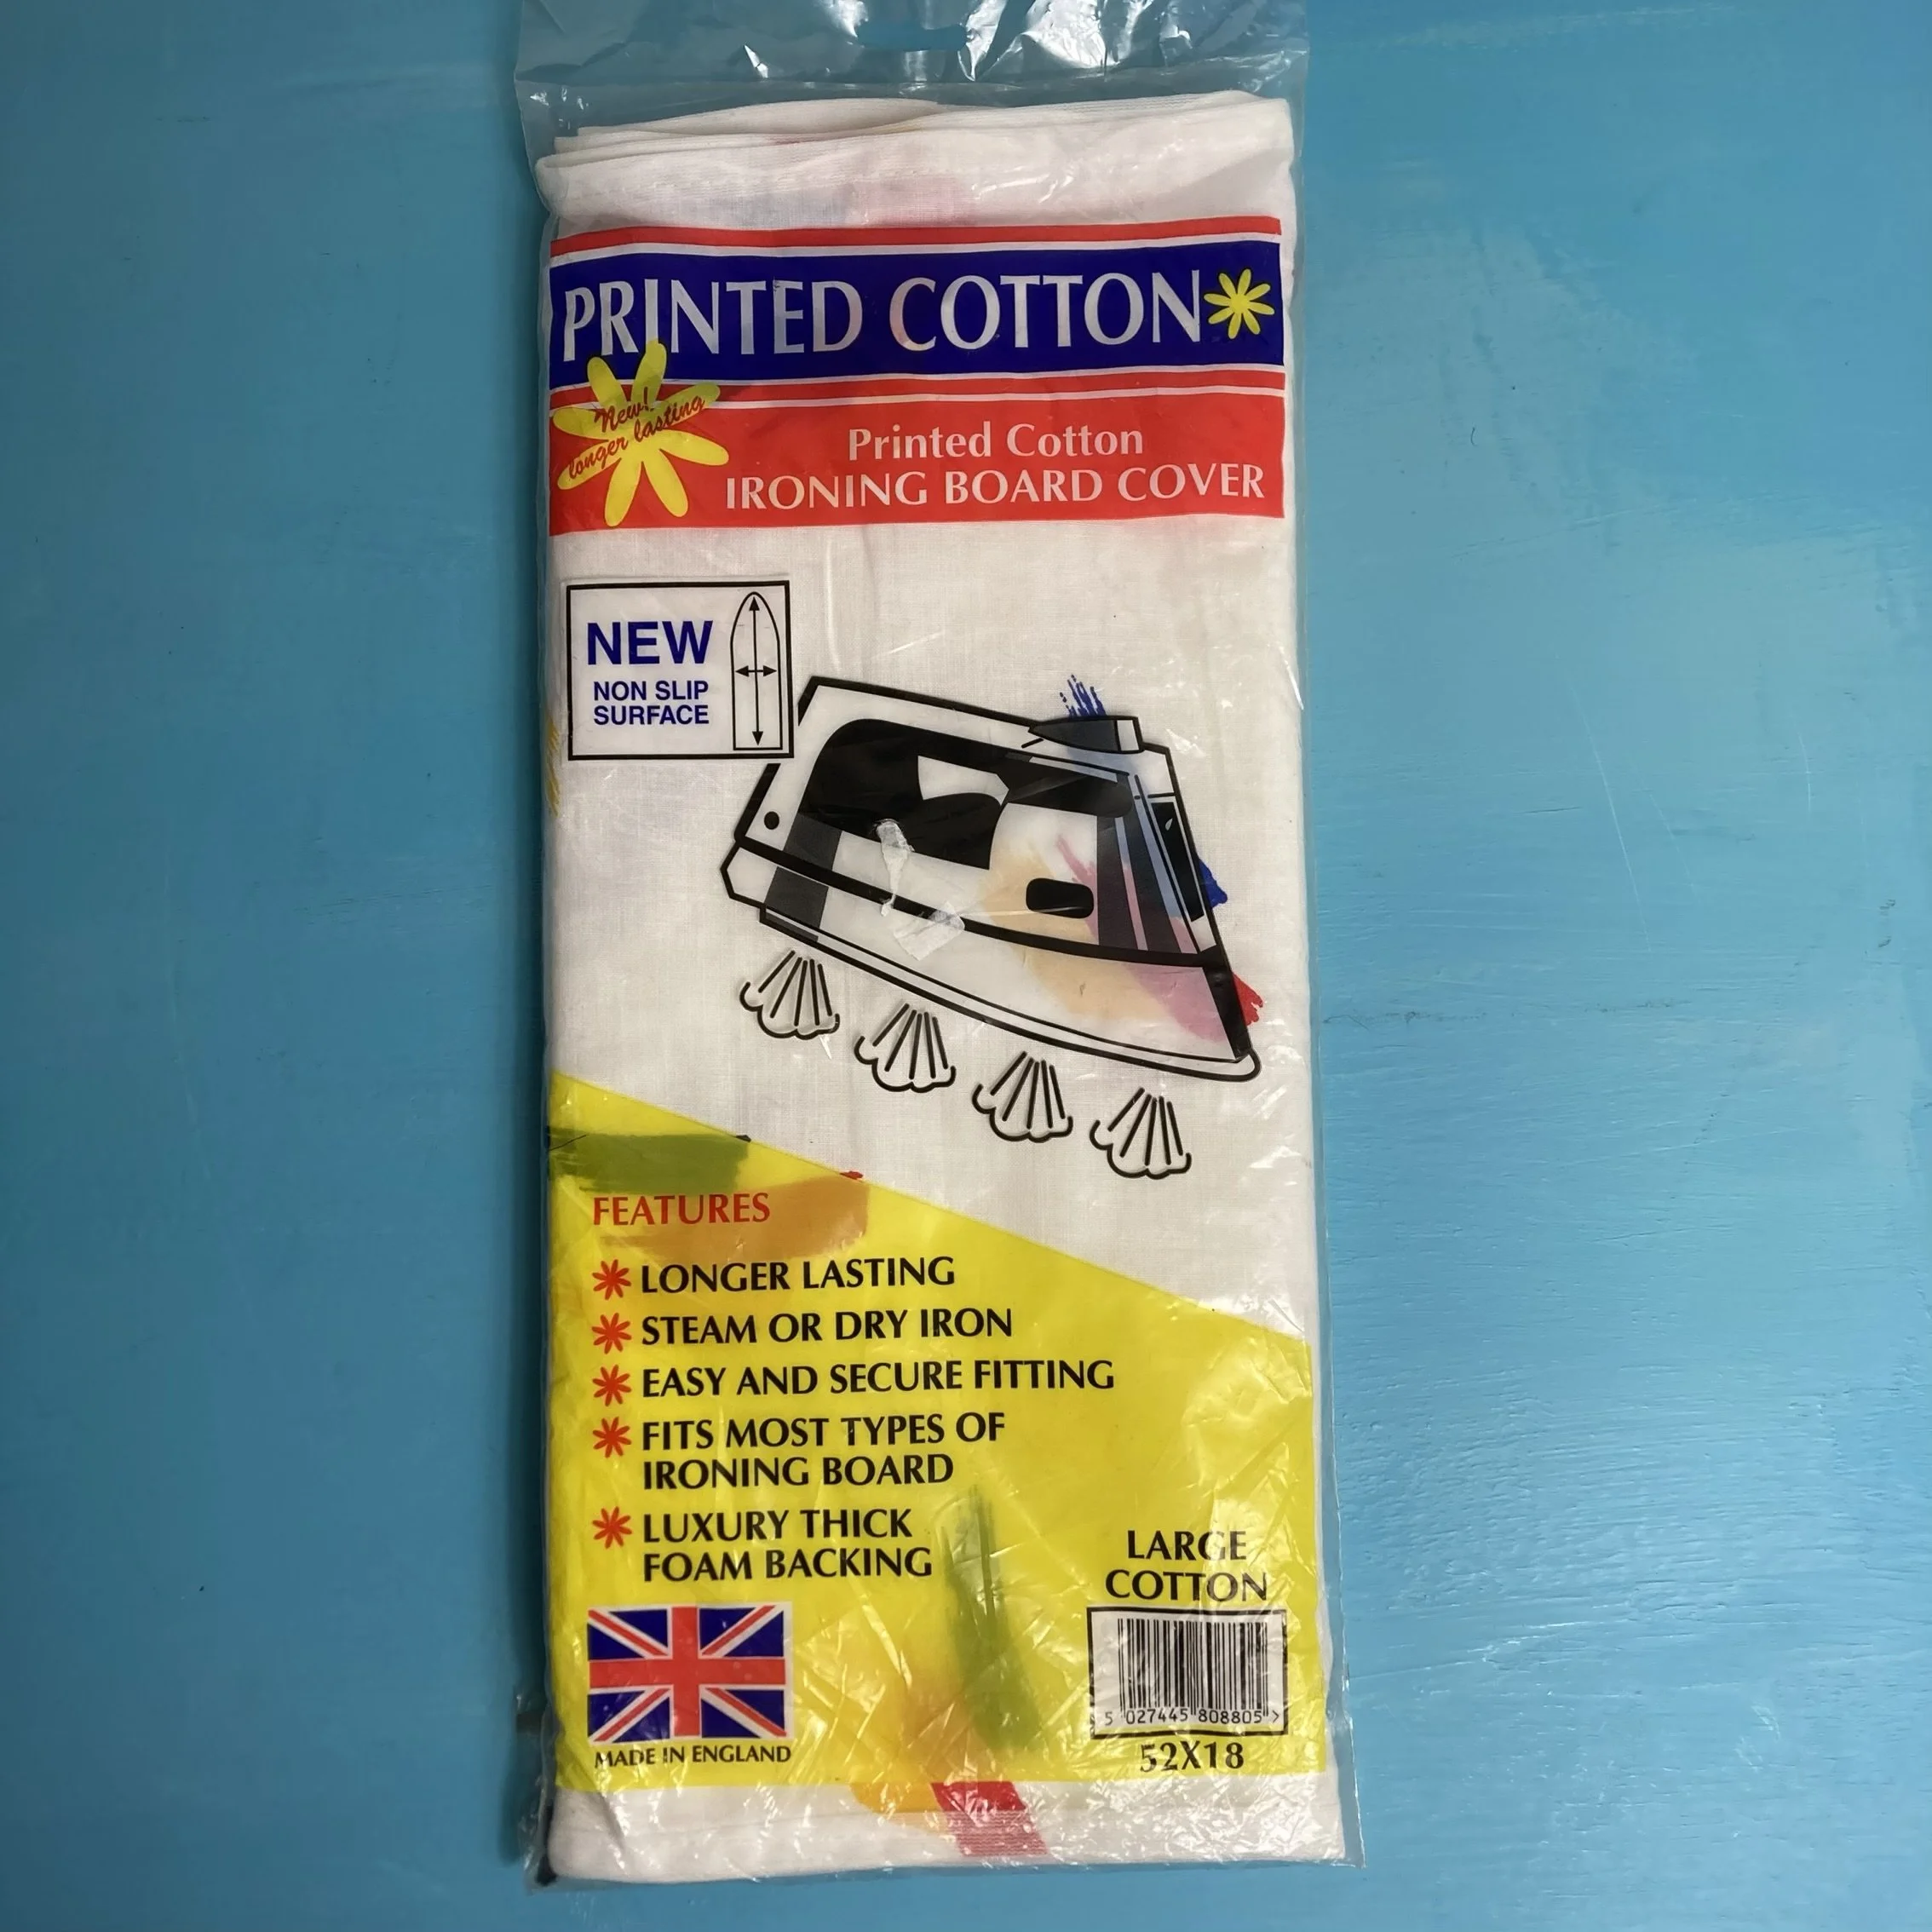 PRINTED COTTON
New!
longer lasting
Printed Cotton
IRONING BOARD COVER
NEW
NON SLIP
SURFACE
FEATURES
LONGER LASTING
STEAM OR DRY IRON
EASY AND SECURE FITTING
FITS MOST TYPES OF
IRONING BOARD
LUXURY THICK
FOAM BACKING
MADE IN ENGLAND
LARGE
COTTON
5 027445 808805 >
52X18